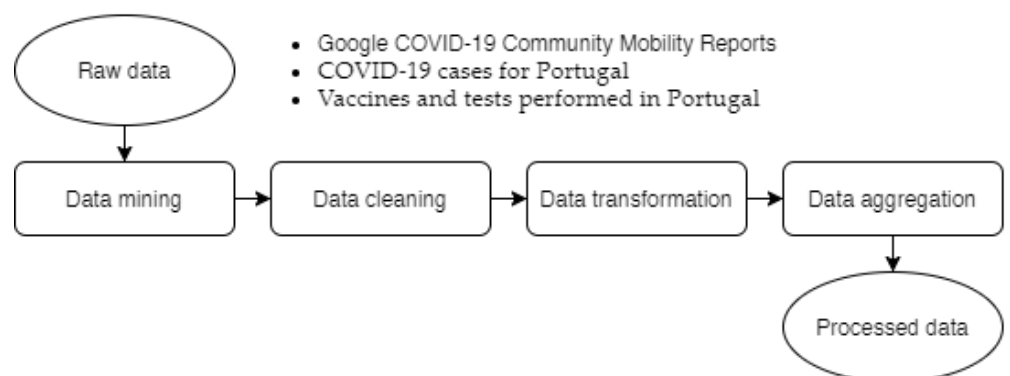 Raw data
Google COVID-19 Community Mobility Reports
COVID-19 cases for Portugal
Vaccines and tests performed in Portugal
Data mining
Data cleaning
Data transformation
Data aggregation
Processed data